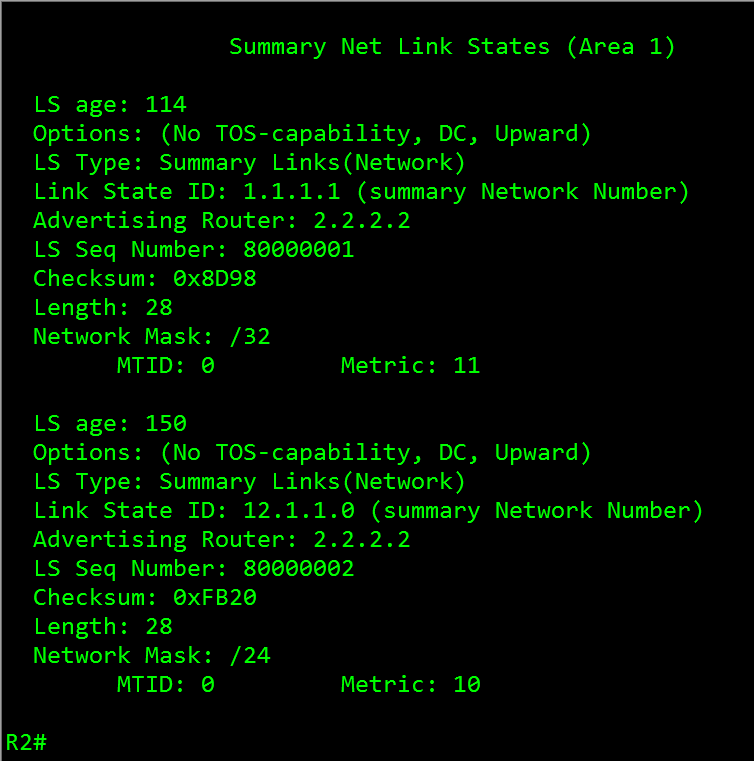 Summary Net Link States (Area 1)
LS age: 114
Options: (No TOS-capability, DC, Upward)
LS Type: Summary Links(Network)
Link State ID: 1.1.1.1 (summary Network Number)
Advertising Router: 2.2.2.2
LS Seq Number: 80000001
Checksum: 0x8D98
Length: 28
Network Mask: /32
MTID: 0         Metric: 11
LS age: 150
Options: (No TOS-capability, DC, Upward)
LS Type: Summary Links(Network)
Link State ID: 12.1.1.0 (summary Network Number)
Advertising Router: 2.2.2.2
LS Seq Number: 80000002
Checksum: 0xFB20
Length: 28
Network Mask: /24
MTID: 0         Metric: 10
R2#